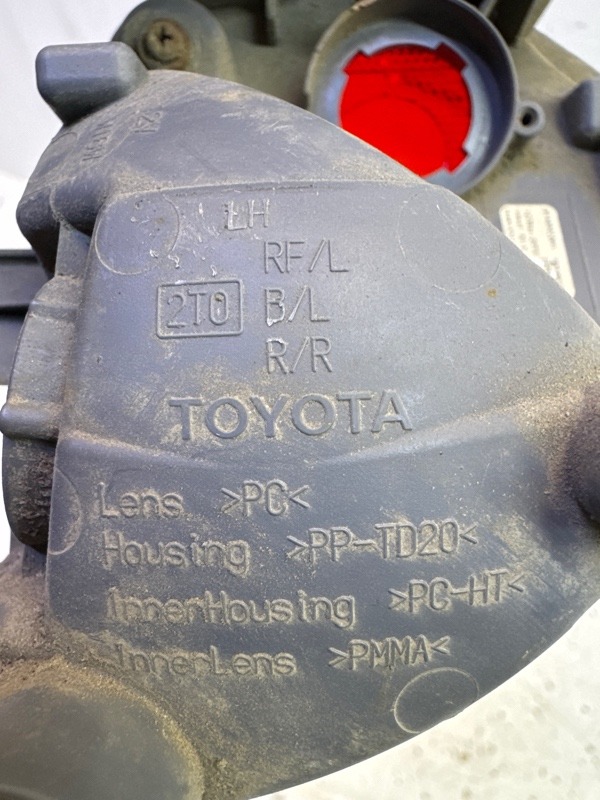 LH
RF/L
2T0 B/L
R/R
TOYOTA
Lens >PC<
Housing >PP-TD20<
InnerHousing >PC-HT<
InnerLens >PMMA<